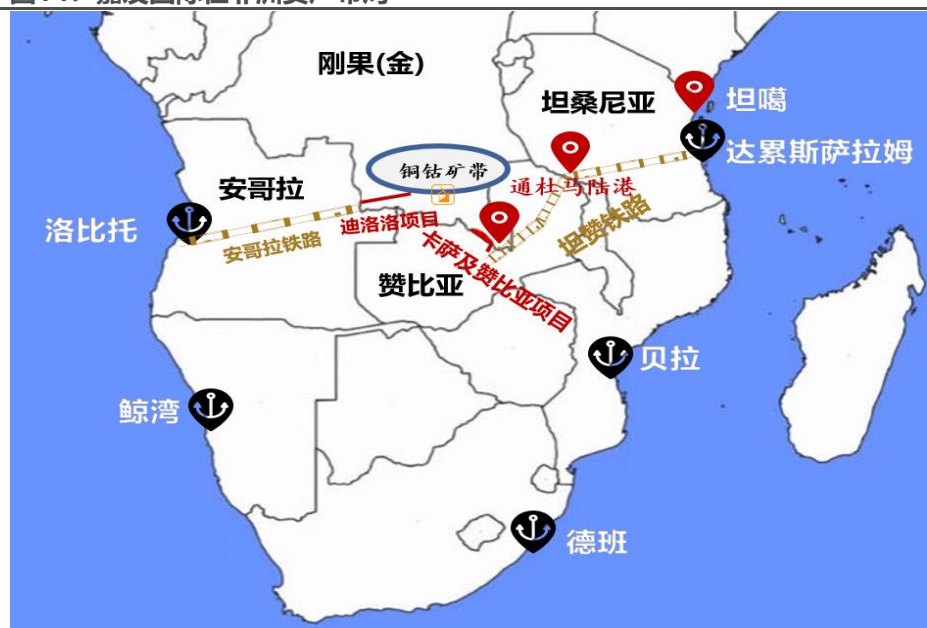 刚果(金)
坦桑尼亚
坦噶
达累斯萨拉姆
铜钴矿带
通杜马陆港
安哥拉
洛比托
安哥拉铁路
迪洛洛项目
坦赞铁路
卡萨及赞比亚项目
赞比亚
贝拉
鲸湾
德班